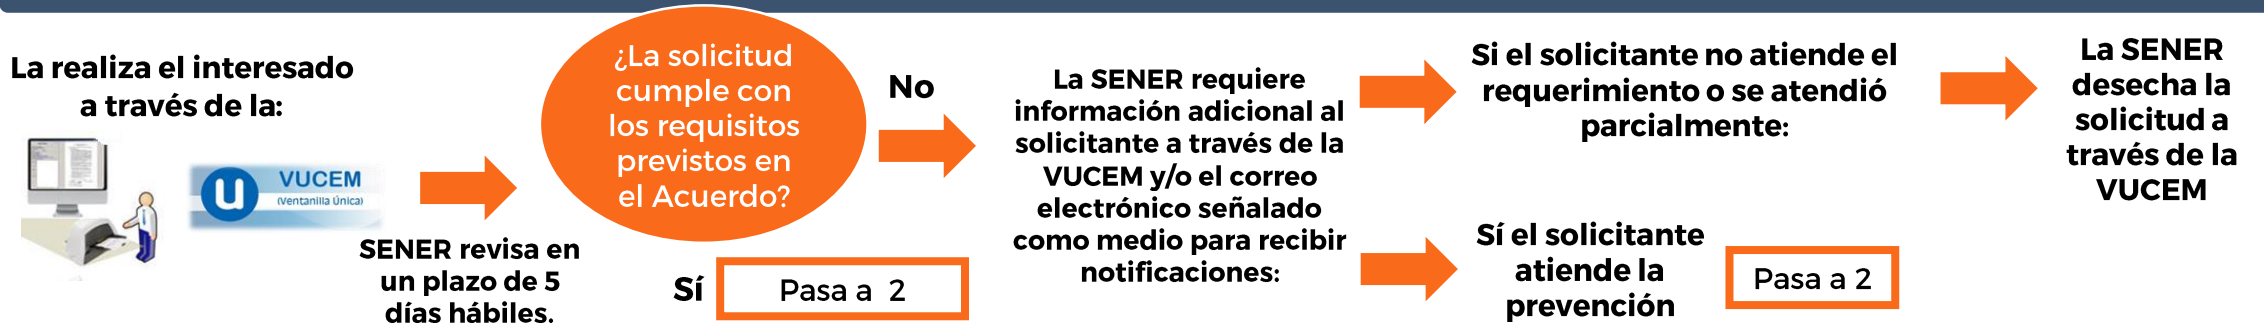 La realiza el interesado
a través de la:
VUCEM
(Ventanilla Única)
SENER revisa en
un plazo de 5
días hábiles.
¿La solicitud
cumple con
los requisitos
previstos en
el Acuerdo?
No
Sí
Pasa a 2
La SENER requiere
información adicional al
solicitante a través de la
VUCEM y/o el correo
electrónico señalado
como medio para recibir
notificaciones:
Si el solicitante no atiende el
requerimiento o se atendió
parcialmente:
La SENER
desecha la
solicitud a
través de la
VUCEM
Sí el solicitante
atiende la
prevención
Pasa a 2